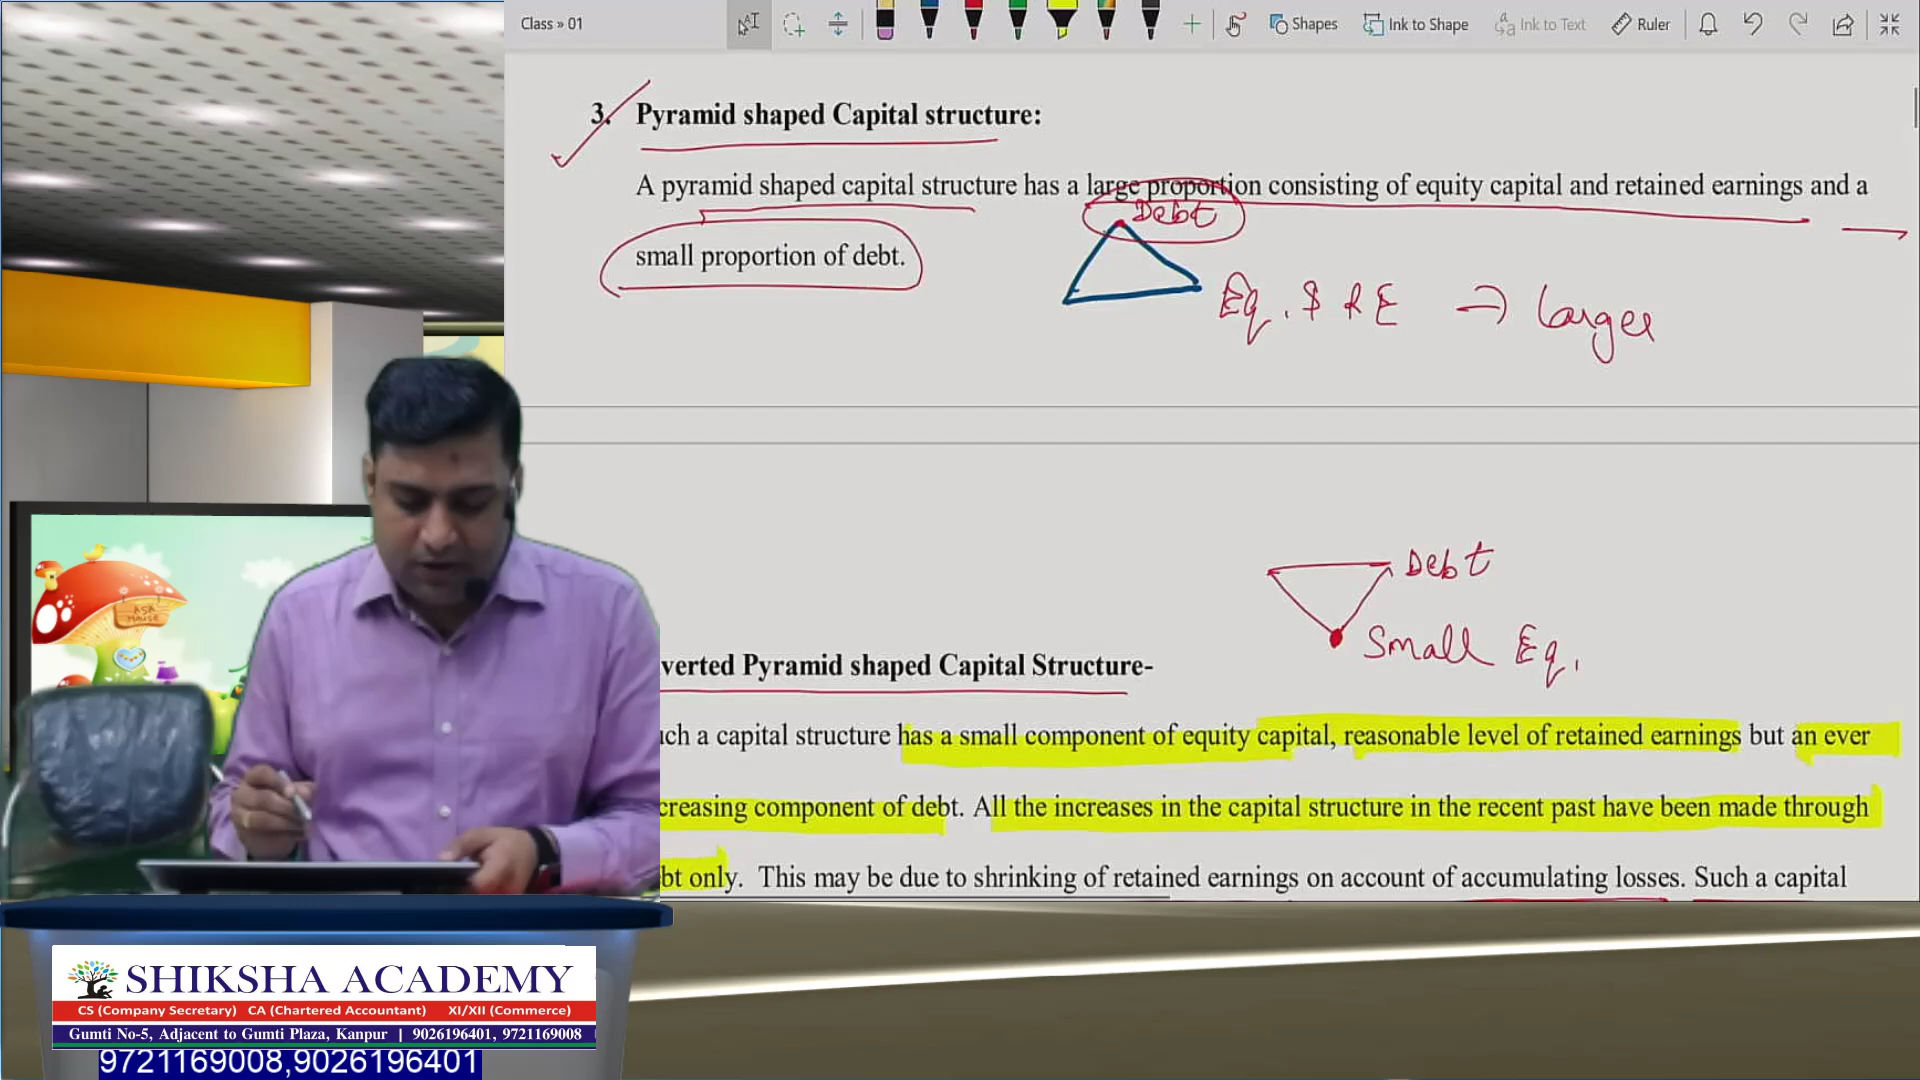 Class » 01
Shapes
Ink to Shape
Ink to Text
Ruler
3. Pyramid shaped Capital structure:
A pyramid shaped capital structure has a large proportion consisting of equity capital and retained earnings and a
Debt
small proportion of debt.
Eq. & RE ⇒ Larger
Debt
Small Eq.
verted Pyramid shaped Capital Structure-
uch a capital structure has a small component of equity capital, reasonable level of retained earnings but an ever
creasing component of debt. All the increases in the capital structure in the recent past have been made through
bt only. This may be due to shrinking of retained earnings on account of accumulating losses. Such a capital
ASA
HOUSE
SHIKSHA ACADEMY
CS (Company Secretary) CA (Chartered Accountant) XI/XII (Commerce)
Gumti No-5, Adjacent to Gumti Plaza, Kanpur | 9026196401, 9721169008
9721169008,9026196401